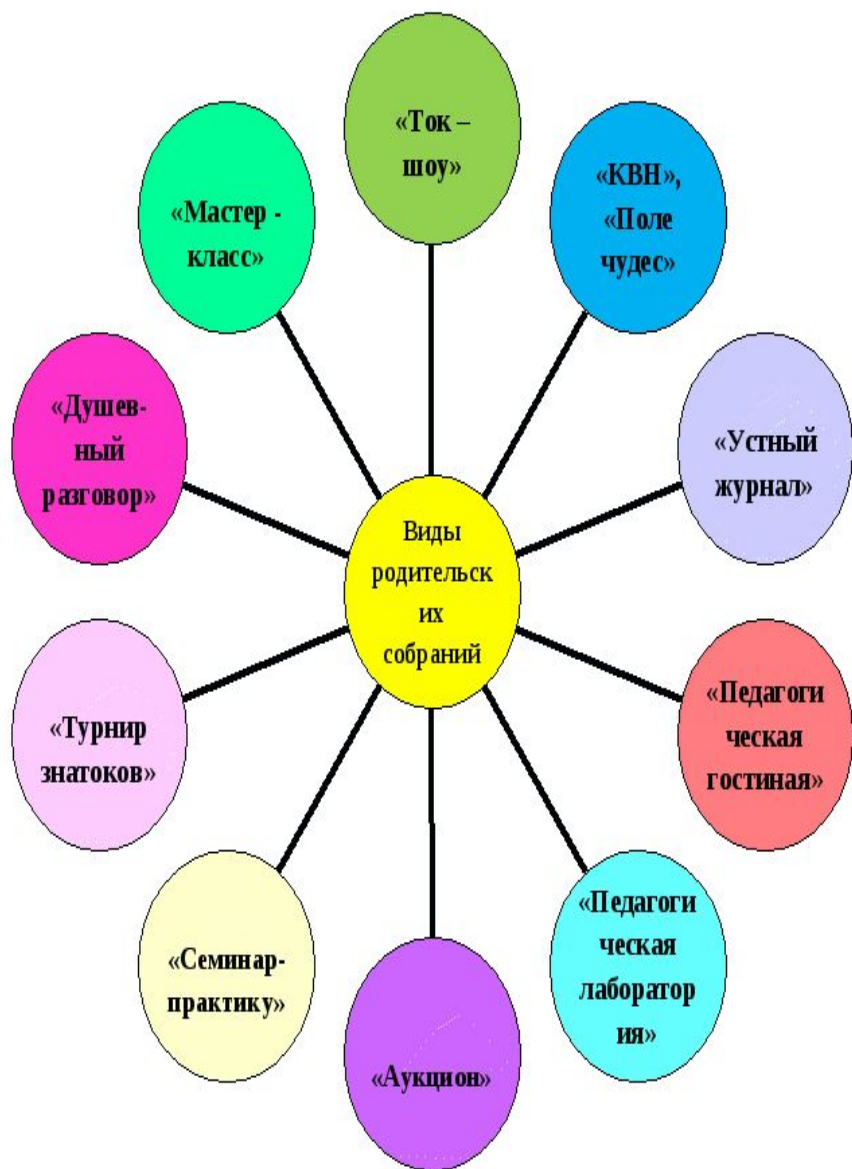 «Ток –
шоу»
«КВН»,
«Поле
чудес»
«Мастер -
класс»
«Душев-
ный
разговор»
«Устный
журнал»
Виды
родительск
их
собраний
«Турнир
знатоков»
«Педагоги
ческая
гостиная»
«Семинар-
практику»
«Педагоги
ческая
лаборатор
ия»
«Аукцион»